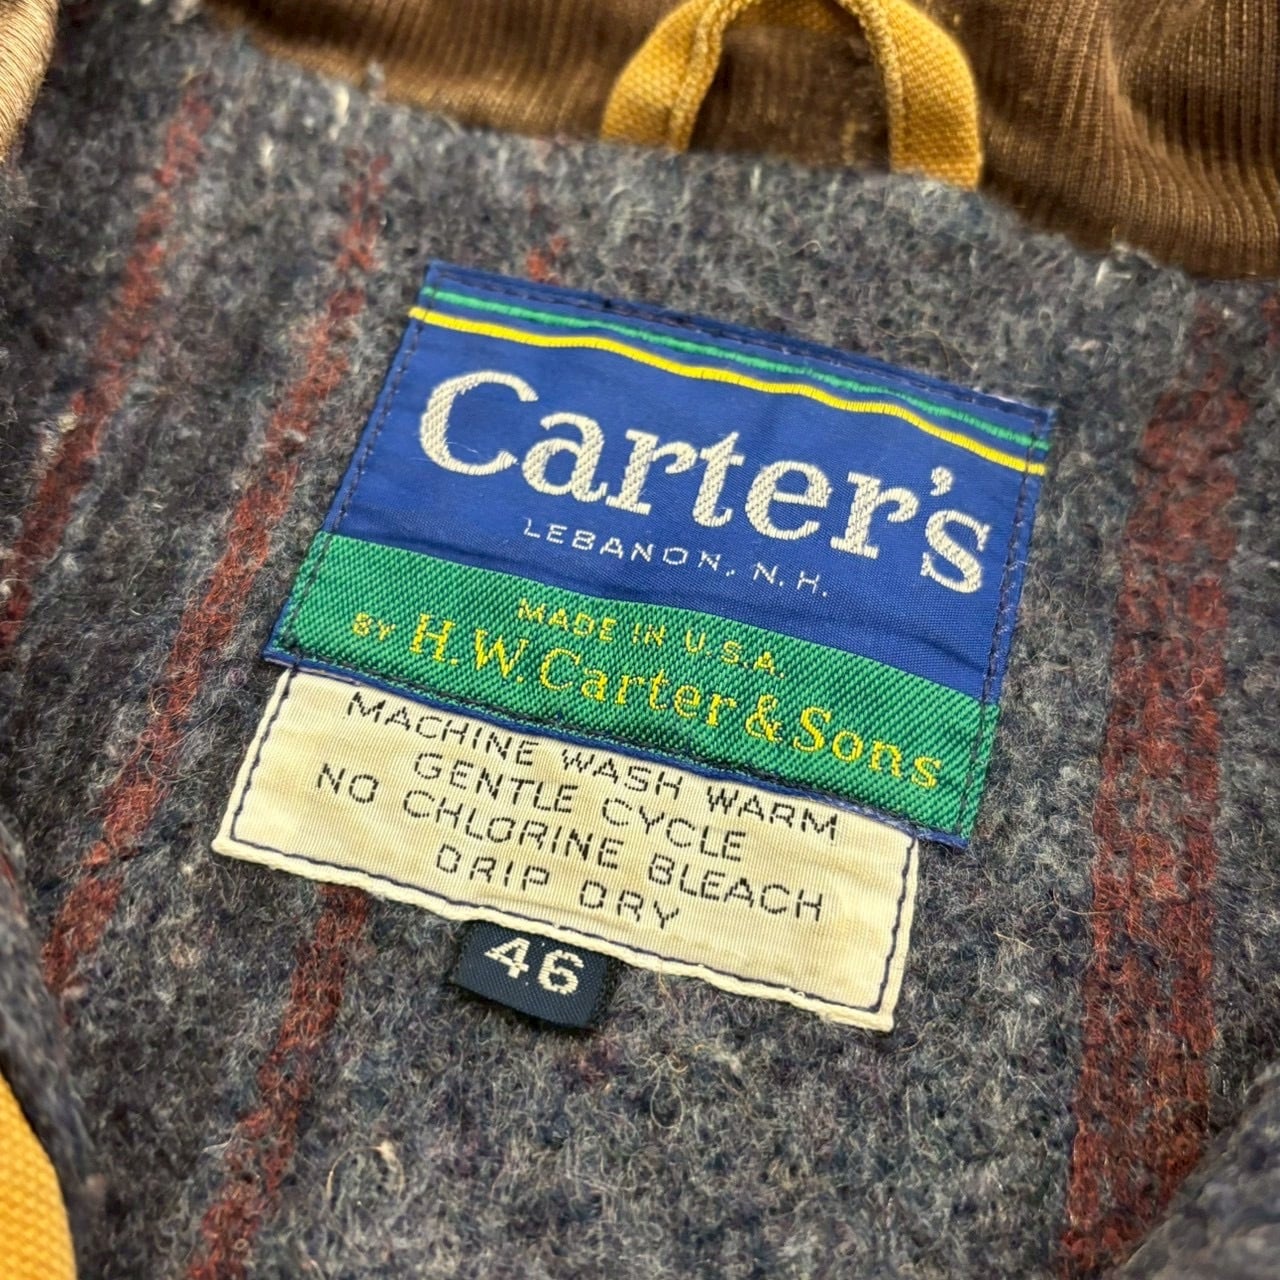 Carter's
LEBANON, N.H.
MADE IN U.S.A.
BY H.W. Carter & Sons
MACHINE WASH WARM
GENTLE CYCLE
NO CHLORINE BLEACH
DRIP DRY
46